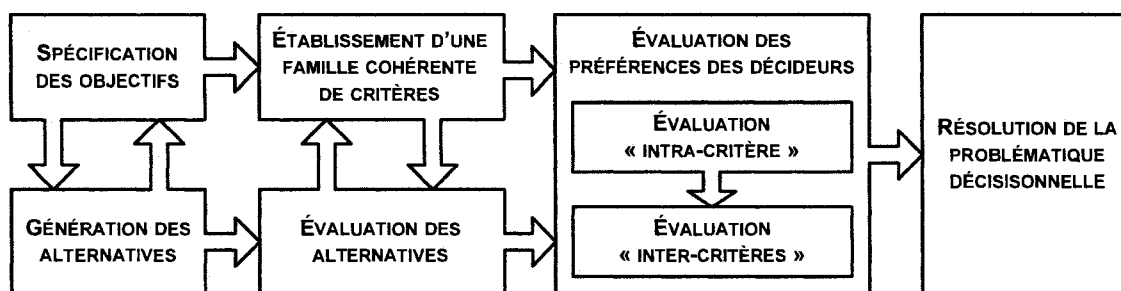 SPÉCIFICATION
DES OBJECTIFS
ÉTABLISSEMENT D'UNE
FAMILLE COHÉRENTE
DE CRITÈRES
ÉVALUATION DES
PRÉFÉRENCES DES DÉCIDEURS
ÉVALUATION
« INTRA-CRITÈRE »
RÉSOLUTION DE LA
PROBLÉMATIQUE
DÉCISISONNELLE
GÉNÉRATION DES
ALTERNATIVES
ÉVALUATION DES
ALTERNATIVES
ÉVALUATION
« INTER-CRITÈRES »